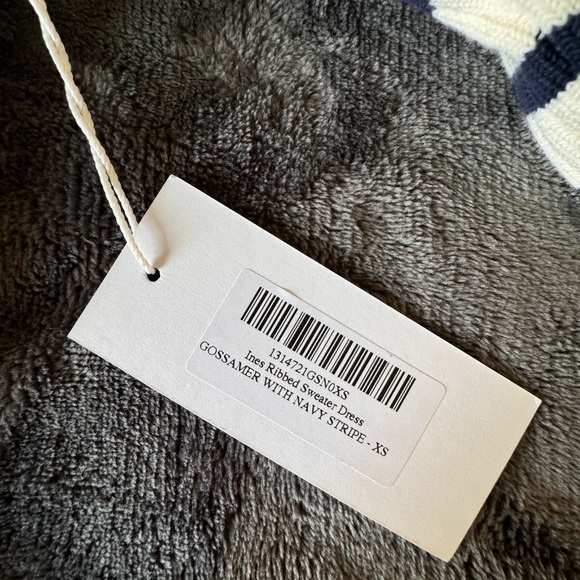 1314721GSN0XS
Ines Ribbed Sweater Dress
GOSSAMER WITH NAVY STRIPE - XS